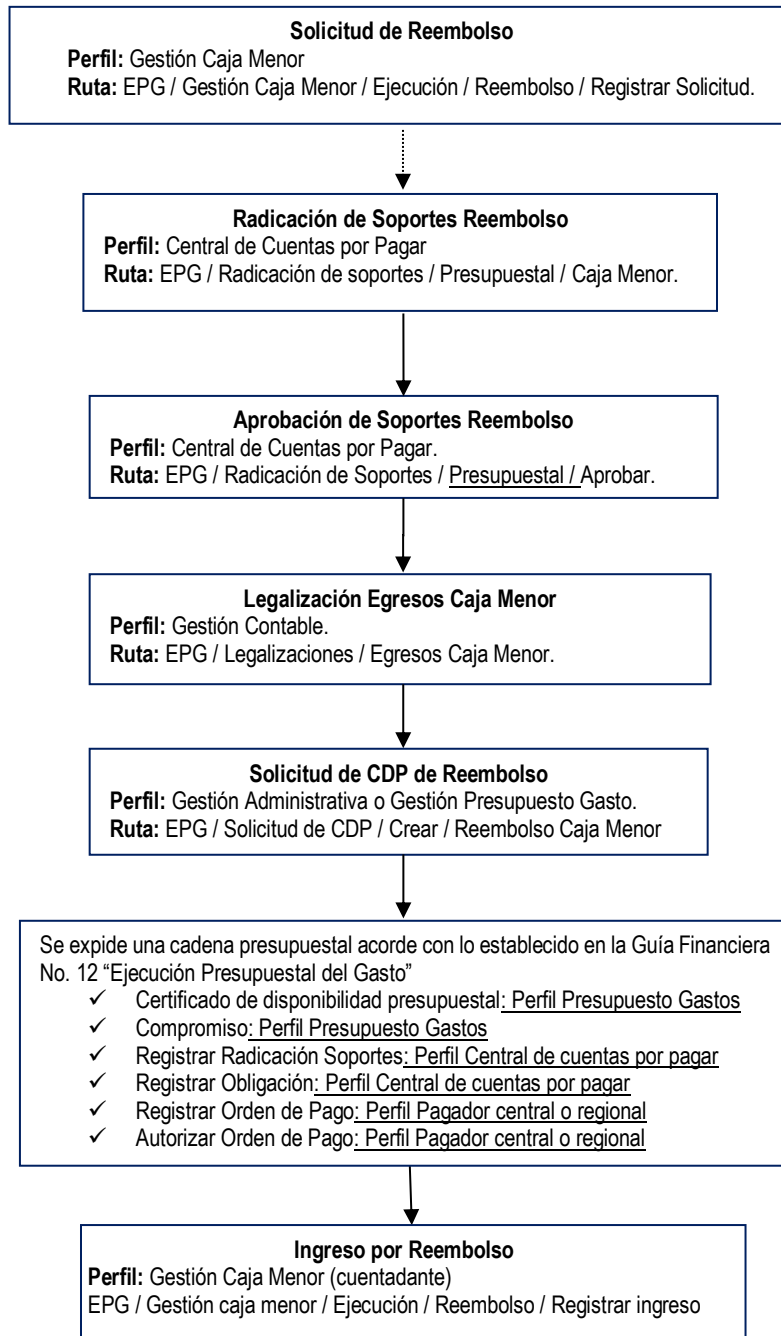 Solicitud de Reembolso
Perfil: Gestión Caja Menor
Ruta: EPG / Gestión Caja Menor / Ejecución / Reembolso / Registrar Solicitud.
Radicación de Soportes Reembolso
Perfil: Central de Cuentas por Pagar
Ruta: EPG / Radicación de soportes / Presupuestal / Caja Menor.
Aprobación de Soportes Reembolso
Perfil: Central de Cuentas por Pagar.
Ruta: EPG / Radicación de Soportes / Presupuestal / Aprobar.
Legalización Egresos Caja Menor
Perfil: Gestión Contable.
Ruta: EPG / Legalizaciones / Egresos Caja Menor.
Solicitud de CDP de Reembolso
Perfil: Gestión Administrativa o Gestión Presupuesto Gasto.
Ruta: EPG / Solicitud de CDP / Crear / Reembolso Caja Menor
Se expide una cadena presupuestal acorde con lo establecido en la Guía Financiera
No. 12 “Ejecución Presupuestal del Gasto”
✓ Certificado de disponibilidad presupuestal: Perfil Presupuesto Gastos
✓ Compromiso: Perfil Presupuesto Gastos
✓ Registrar Radicación Soportes: Perfil Central de cuentas por pagar
✓ Registrar Obligación: Perfil Central de cuentas por pagar
✓ Registrar Orden de Pago: Perfil Pagador central o regional
✓ Autorizar Orden de Pago: Perfil Pagador central o regional
Ingreso por Reembolso
Perfil: Gestión Caja Menor (cuentadante)
EPG / Gestión caja menor / Ejecución / Reembolso / Registrar ingreso